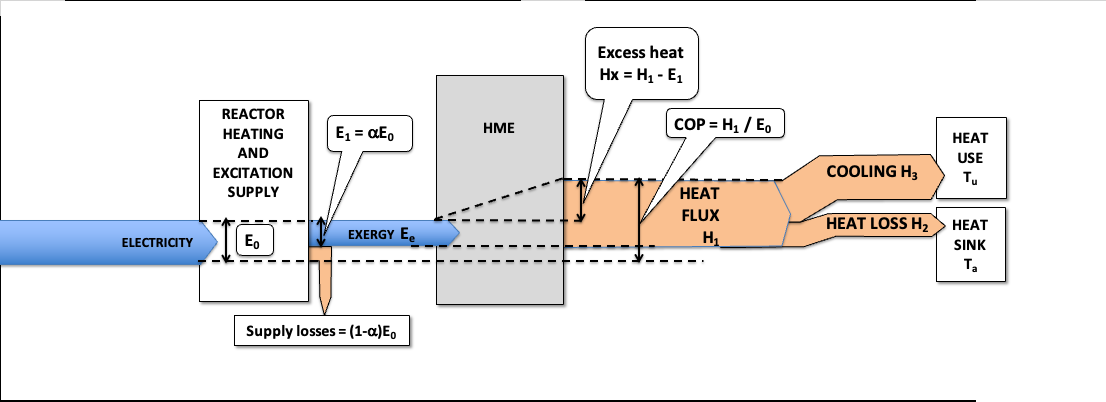 REACTOR
HEATING
AND
EXCITATION
SUPPLY
E₁ = αE₀
HME
Excess heat
Hx = H₁ - E₁
COP = H₁ / E₀
HEAT
USE
Tᵤ
COOLING H₃
HEAT
FLUX
H₁
HEAT LOSS H₂
HEAT
SINK
Tₐ
ELECTRICITY
E₀
EXERGY Eₑ
Supply losses = (1-α)E₀